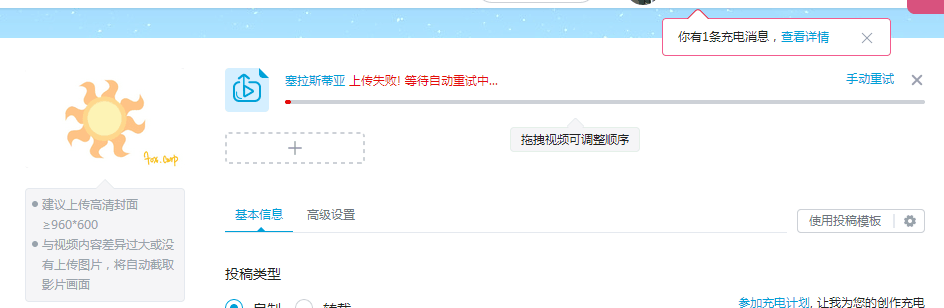 你有1条充电消息，查看详情
塞拉斯蒂亚 上传失败! 等待自动重试中...
手动重试
拖拽视频可调整顺序
建议上传高清封面
≥960*600
与视频内容差异过大或没
有上传图片，将自动截取
影片画面
基本信息
高级设置
使用投稿模板
投稿类型
自制
转载
参加充电计划, 让我为您的创作充电